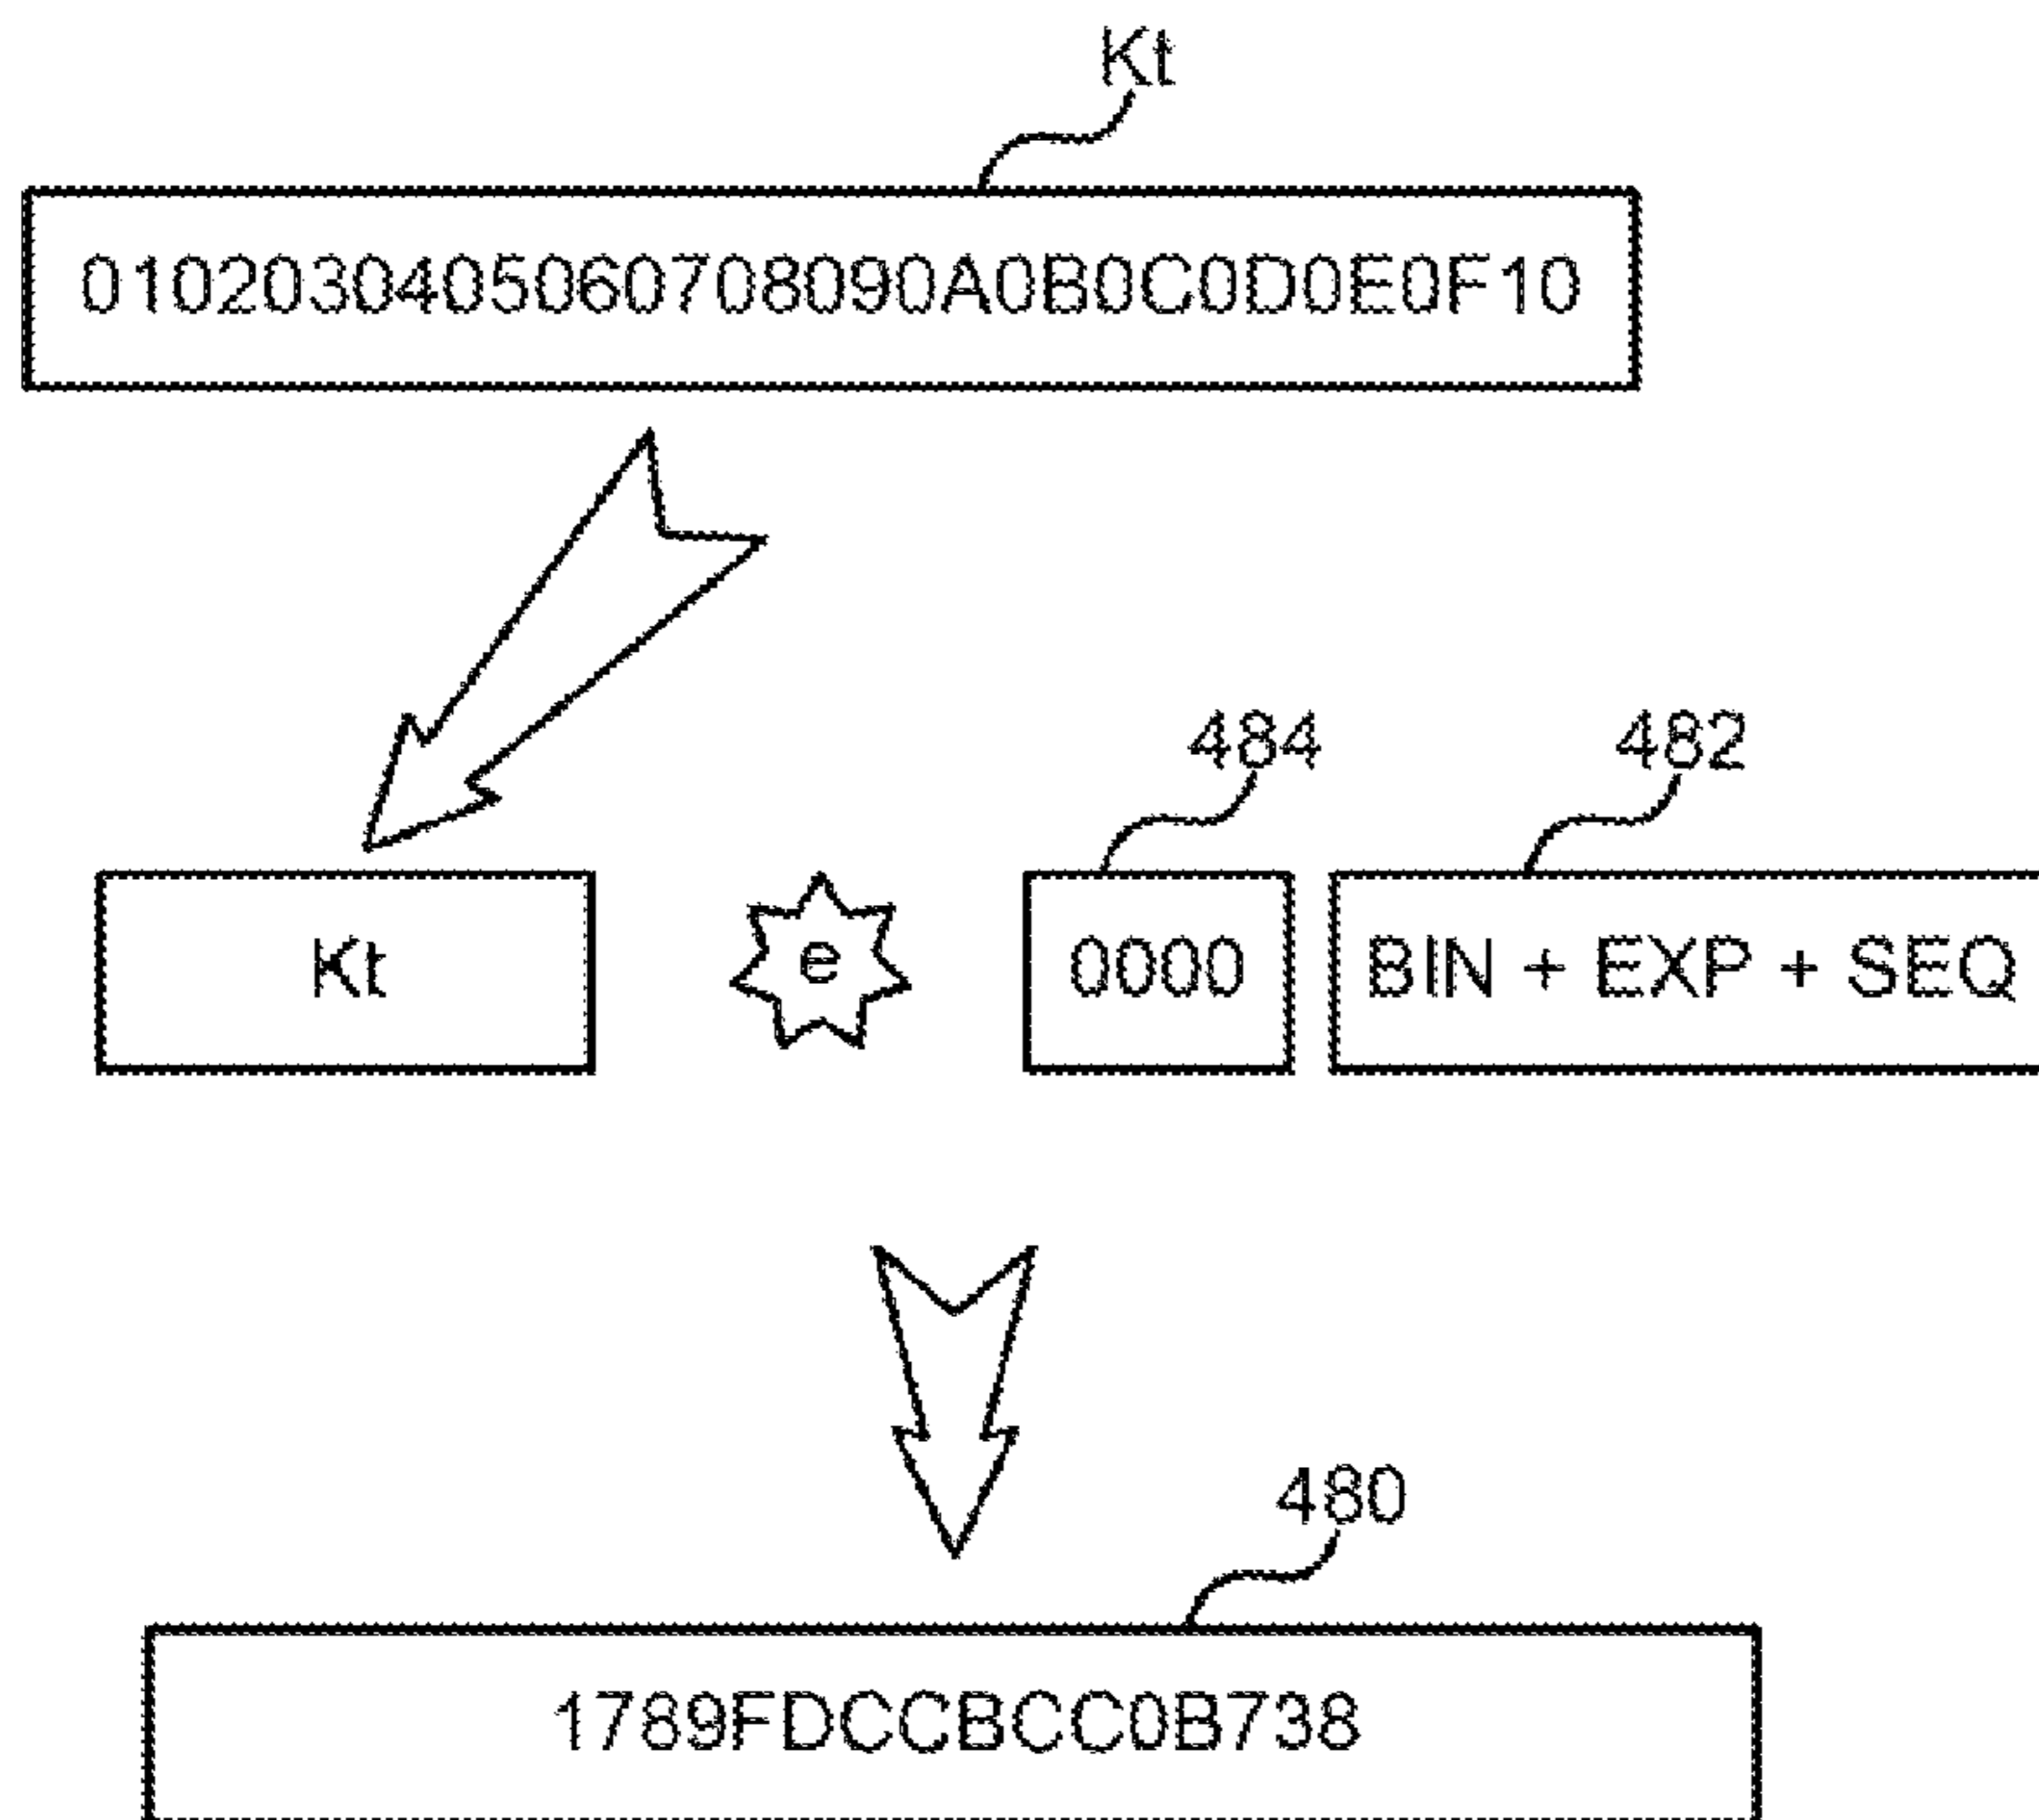 Kt
0102030405060708090A0B0C0D0E0F10
484 482
Kt e 0000 BIN + EXP + SEQ
480
1789FDCCBCC0B738